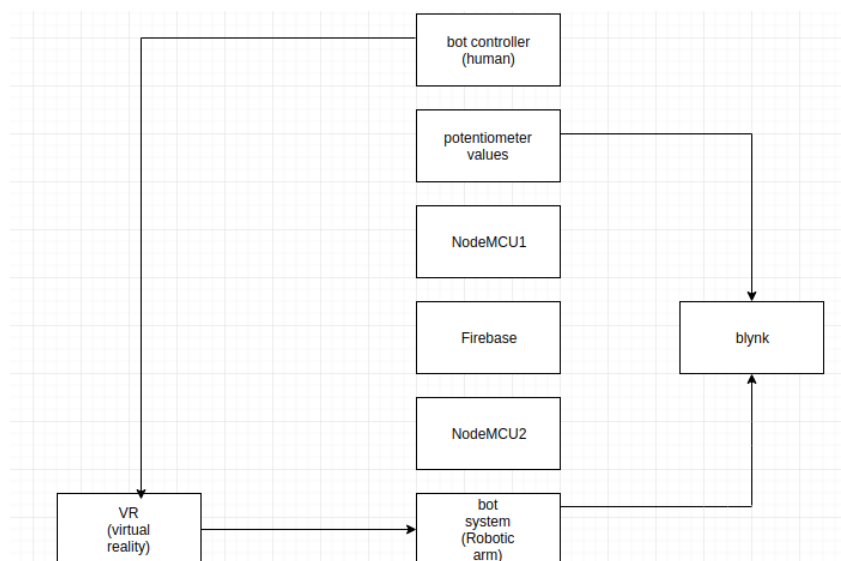 bot controller
(human)
potentiometer
values
NodeMCU1
Firebase
blynk
NodeMCU2
VR
(virtual
reality)
bot
system
(Robotic
arm)